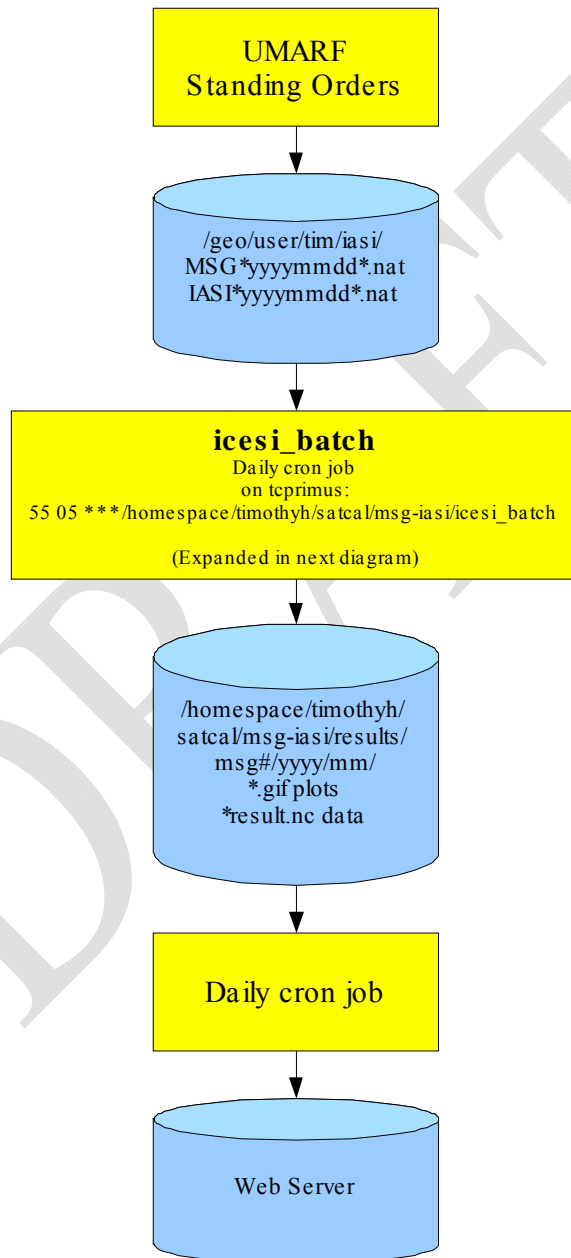 UMARF
Standing Orders
/geo/user/tim/iasi/
MSG*yyyymmdd*.nat
IASI*yyyymmdd*.nat
icesi_batch
Daily cron job
on tcprimus:
55 05 * * * /homespace/timothyh/satcal/msg-iasi/icesi_batch
(Expanded in next diagram)
/homespace/timothyh/
satcal/msg-iasi/results/
msg#/yyyy/mm/
*.gif plots
*result.nc data
Daily cron job
Web Server
DRAFT